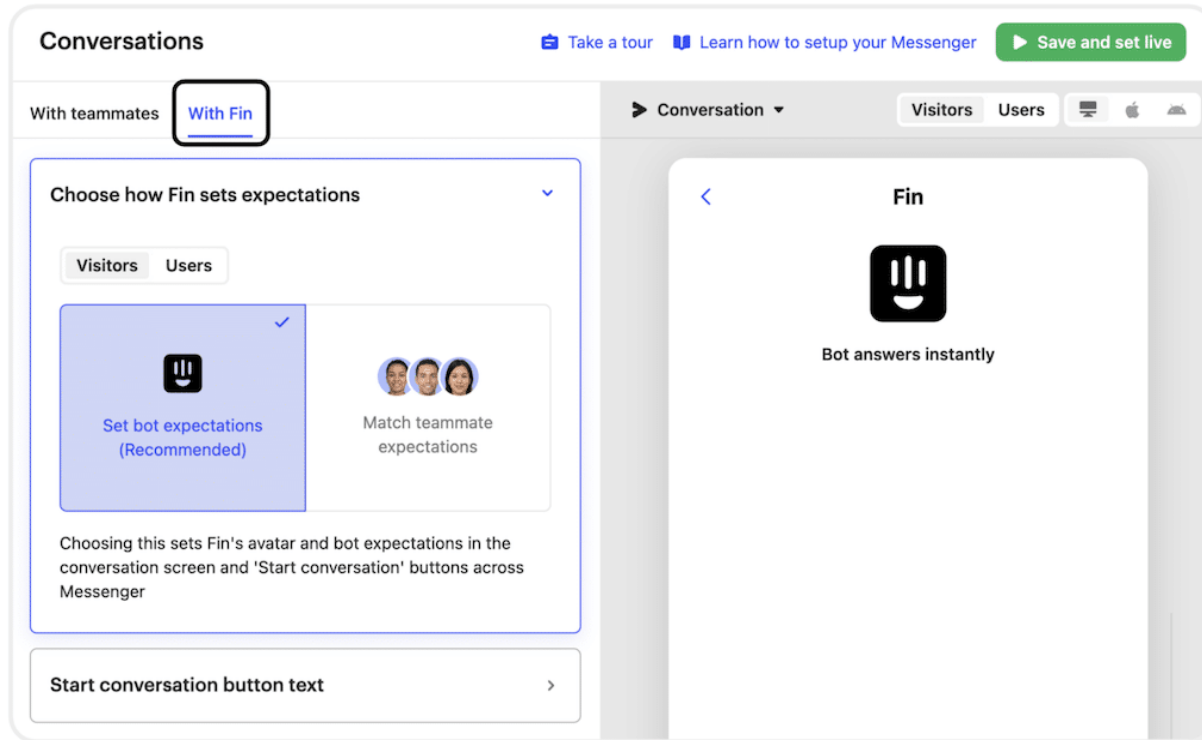 Conversations
Take a tour
Learn how to setup your Messenger
Save and set live
With teammates
With Fin
Conversation
Visitors
Users
Choose how Fin sets expectations
Visitors
Users
Set bot expectations
(Recommended)
Match teammate
expectations
Choosing this sets Fin's avatar and bot expectations in the
conversation screen and 'Start conversation' buttons across
Messenger
Start conversation button text
Fin
Bot answers instantly